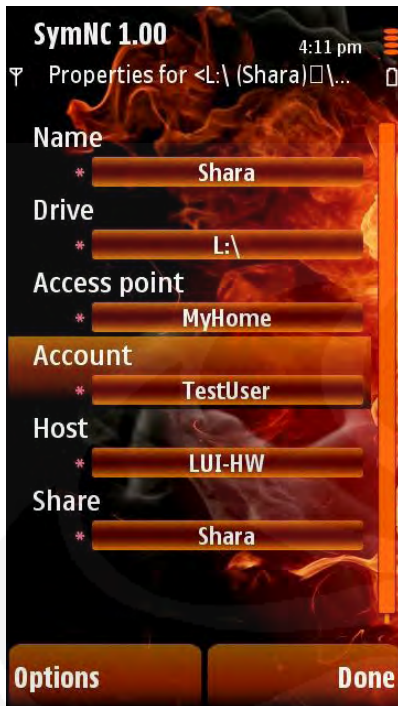 SymNC 1.00
4:11 pm
Properties for <L:\ (Shara)□\...
Name
* Shara
Drive
* L:\
Access point
* MyHome
Account
* TestUser
Host
* LUI-HW
Share
* Shara
Options Done